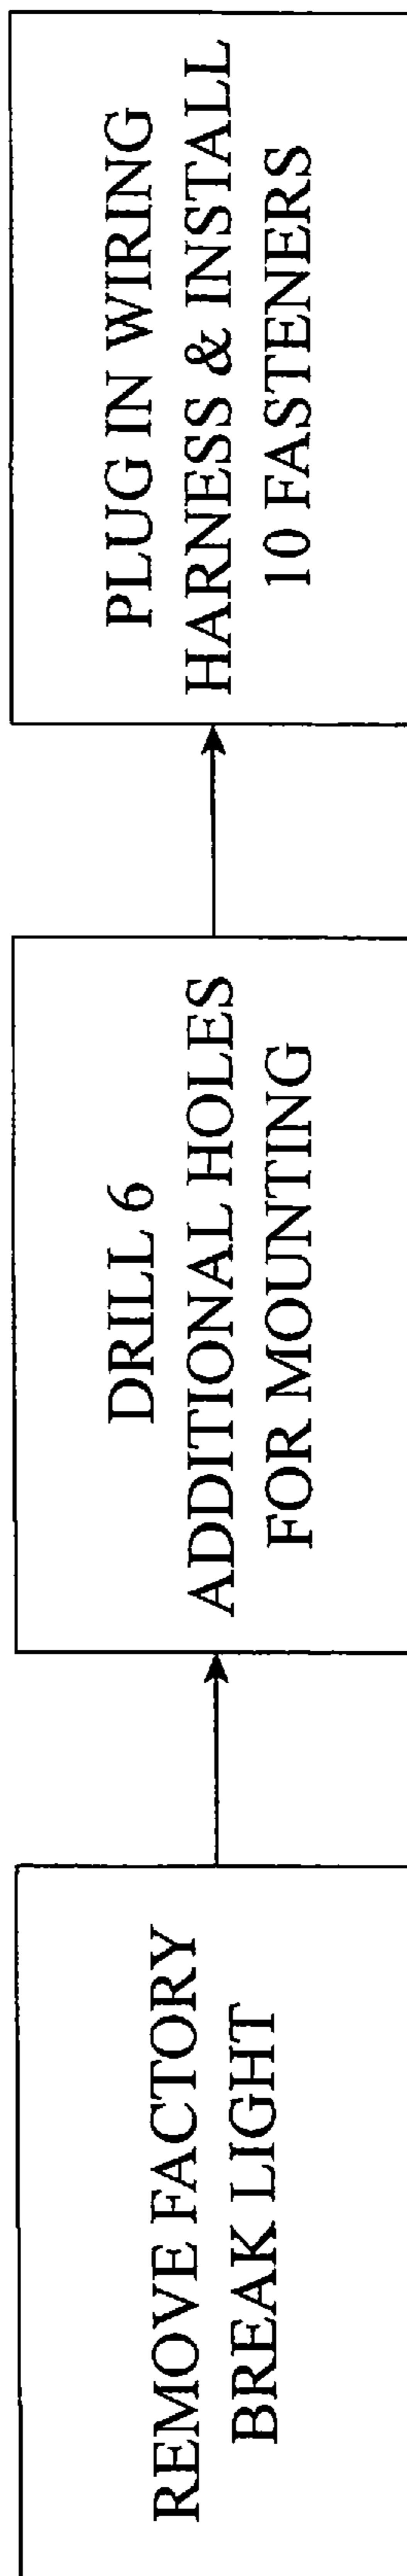 REMOVE FACTORY
BREAK LIGHT
DRILL 6
ADDITIONAL HOLES
FOR MOUNTING
PLUG IN WIRING
HARNESS & INSTALL
10 FASTENERS